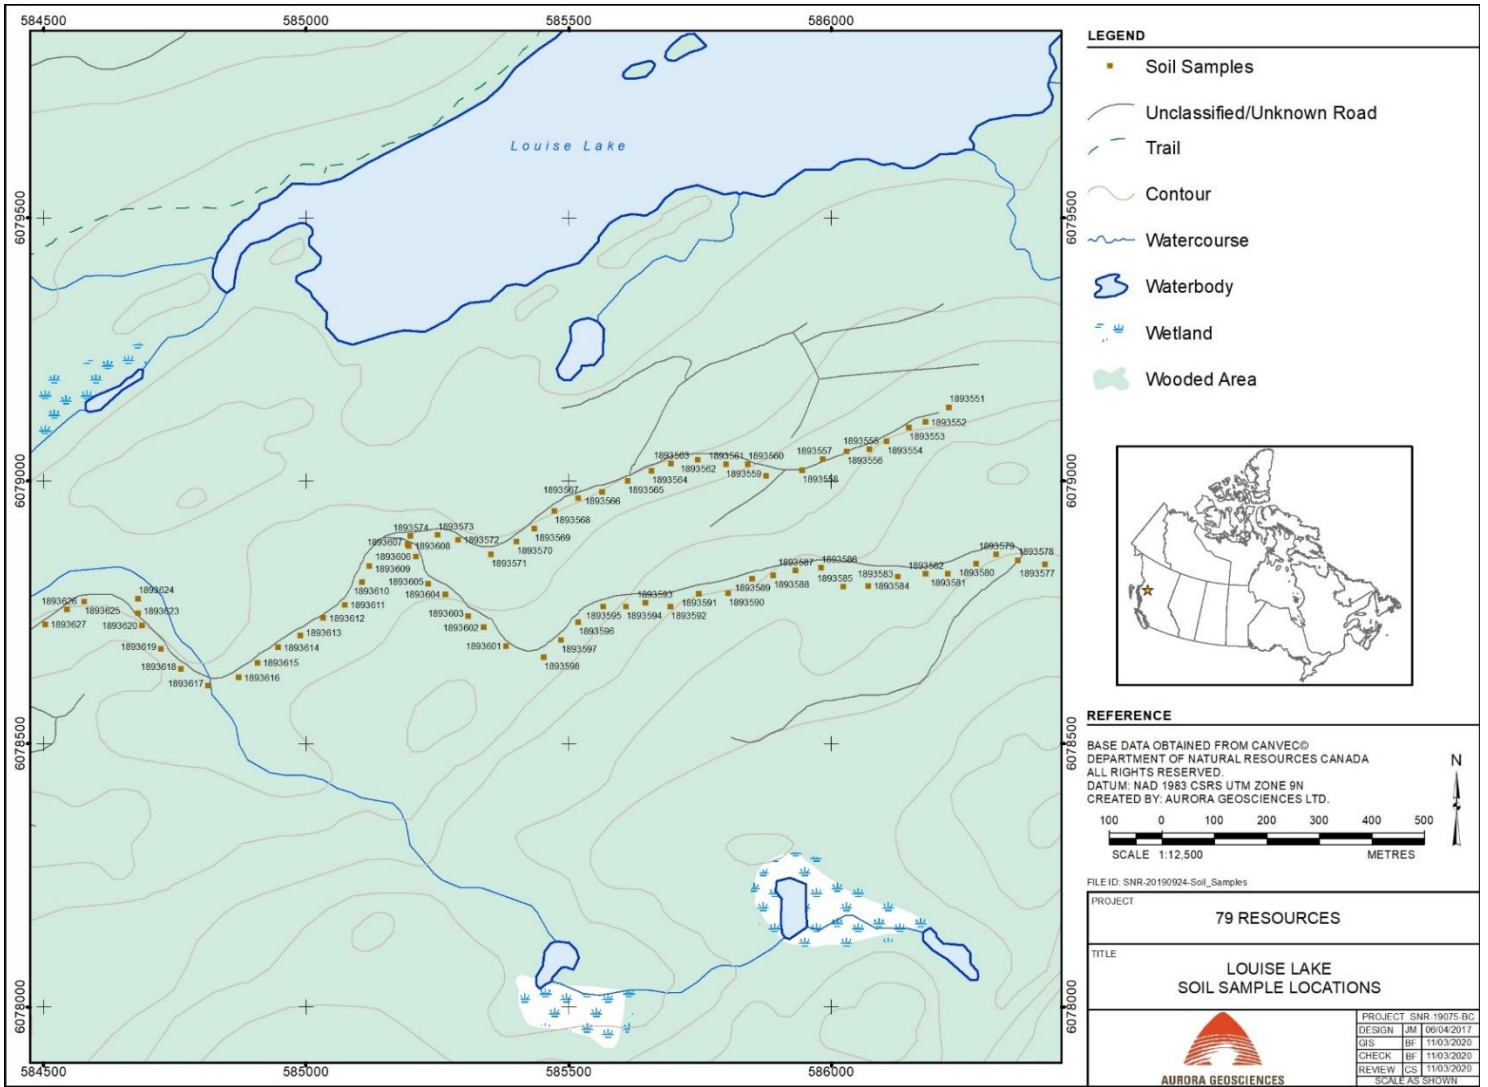 584500
585000
585500
586000
6079500
6079500
6079000
6079000
6078500
6078500
6078000
6078000
584500
585000
585500
586000
Louise Lake
1893551
1893552
1893553
1893554
1893555
1893556
1893557
1893558
1893559
1893560
1893561
1893562
1893563
1893564
1893565
1893566
1893567
1893568
1893569
1893570
1893571
1893572
1893573
1893574
1893577
1893578
1893579
1893580
1893581
1893582
1893583
1893584
1893585
1893586
1893587
1893588
1893589
1893590
1893591
1893592
1893593
1893594
1893595
1893596
1893597
1893598
1893601
1893602
1893603
1893604
1893605
1893606
1893607
1893608
1893609
1893610
1893611
1893612
1893613
1893614
1893615
1893616
1893617
1893618
1893619
1893620
1893623
1893624
1893625
1893626
1893627
LEGEND
Soil Samples
Unclassified/Unknown Road
Trail
Contour
Watercourse
Waterbody
Wetland
Wooded Area
REFERENCE
BASE DATA OBTAINED FROM CANVEC©
DEPARTMENT OF NATURAL RESOURCES CANADA
ALL RIGHTS RESERVED.
DATUM: NAD 1983 CSRS UTM ZONE 9N
CREATED BY: AURORA GEOSCIENCES LTD.
N
100 0 100 200 300 400 500
SCALE 1:12,500 METRES
FILE ID: SNR-20190924-Soil_Samples
PROJECT
79 RESOURCES
TITLE
LOUISE LAKE
SOIL SAMPLE LOCATIONS
AURORA GEOSCIENCES
PROJECT SNR-19075-BC
DESIGN JM 06/04/2017
GIS BF 11/03/2020
CHECK BF 11/03/2020
REVIEW CS 11/03/2020
SCALE AS SHOWN